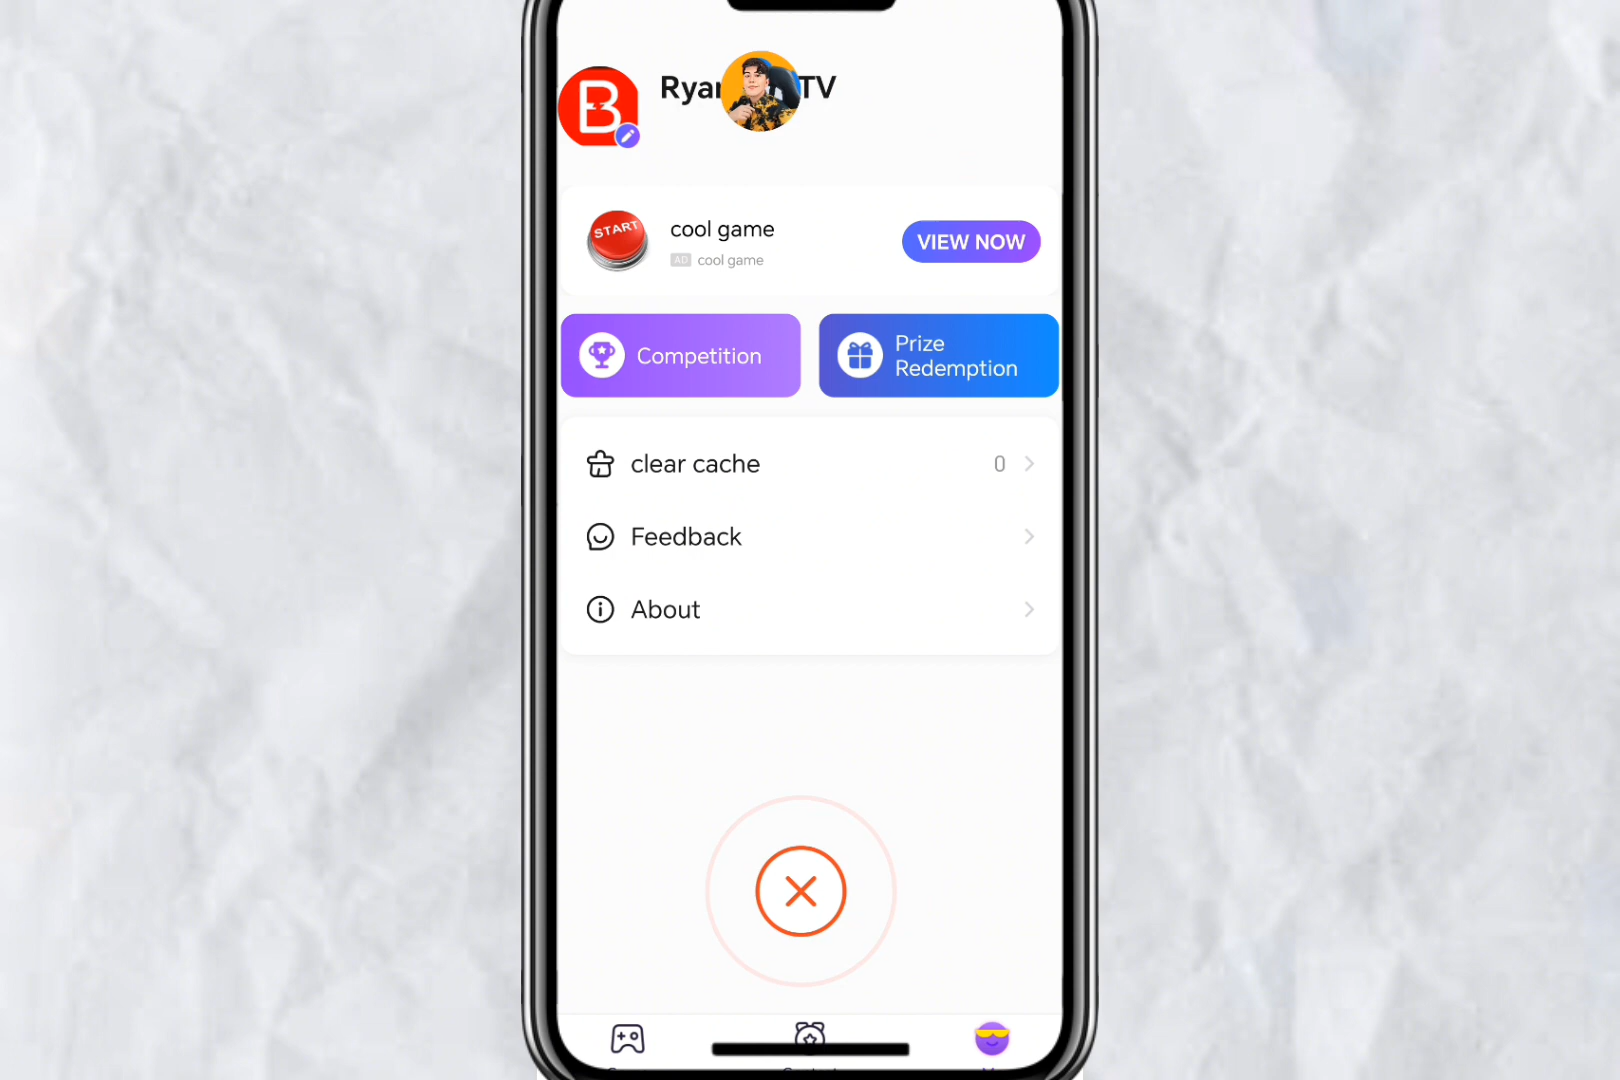 B
Ryan TV
START
cool game
AD cool game
VIEW NOW
Competition
Prize
Redemption
clear cache 0
Feedback
About